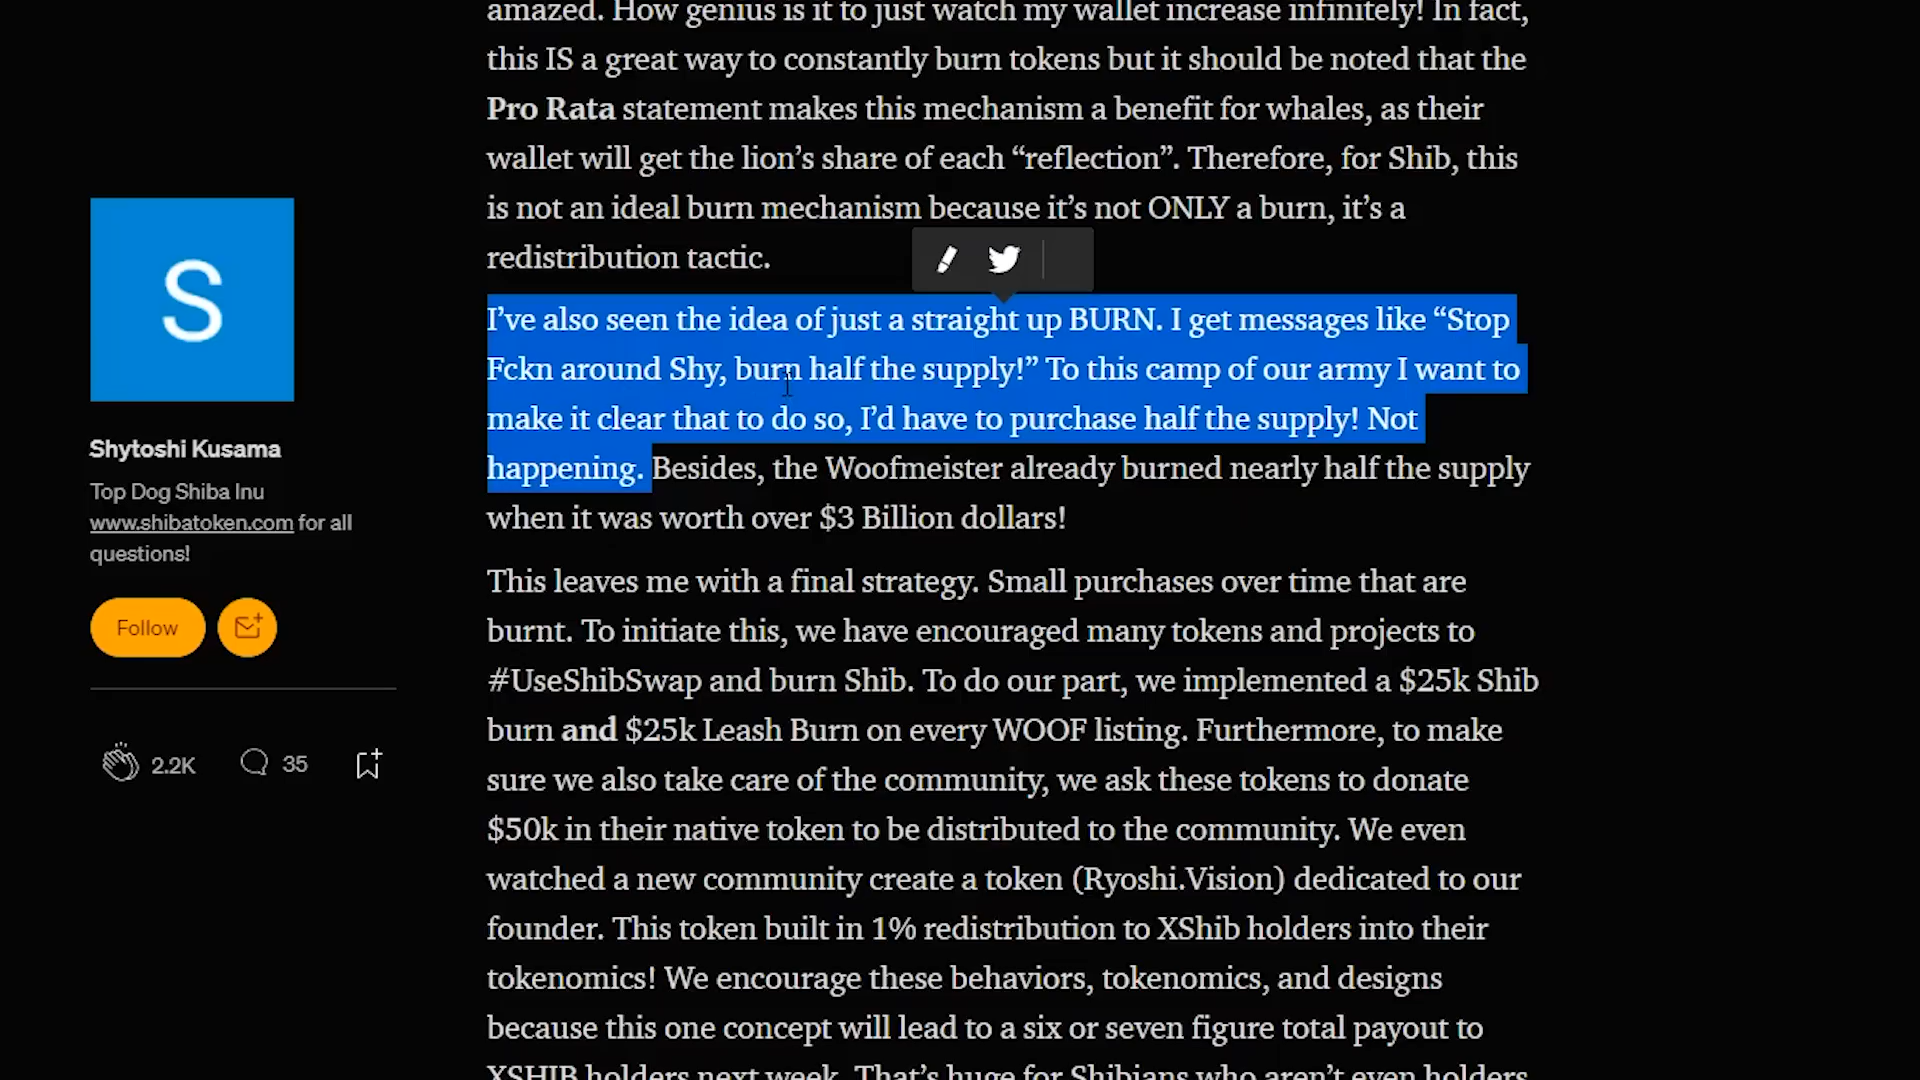 amazed. How genius is it to just watch my wallet increase infinitely! In fact,
this IS a great way to constantly burn tokens but it should be noted that the
Pro Rata statement makes this mechanism a benefit for whales, as their
wallet will get the lion’s share of each “reflection”. Therefore, for Shib, this
is not an ideal burn mechanism because it’s not ONLY a burn, it’s a
redistribution tactic.
I’ve also seen the idea of just a straight up BURN. I get messages like “Stop
Fckn around Shy, burn half the supply!” To this camp of our army I want to
make it clear that to do so, I’d have to purchase half the supply! Not
happening. Besides, the Woofmeister already burned nearly half the supply
when it was worth over $3 Billion dollars!
This leaves me with a final strategy. Small purchases over time that are
burnt. To initiate this, we have encouraged many tokens and projects to
#UseShibSwap and burn Shib. To do our part, we implemented a $25k Shib
burn and $25k Leash Burn on every WOOF listing. Furthermore, to make
sure we also take care of the community, we ask these tokens to donate
$50k in their native token to be distributed to the community. We even
watched a new community create a token (Ryoshi.Vision) dedicated to our
founder. This token built in 1% redistribution to XShib holders into their
tokenomics! We encourage these behaviors, tokenomics, and designs
because this one concept will lead to a six or seven figure total payout to
XSHIB holders next week. That’s huge for Shibians who aren’t even holders
S
Shytoshi Kusama
Top Dog Shiba Inu
www.shibatoken.com for all
questions!
Follow
2.2K
35